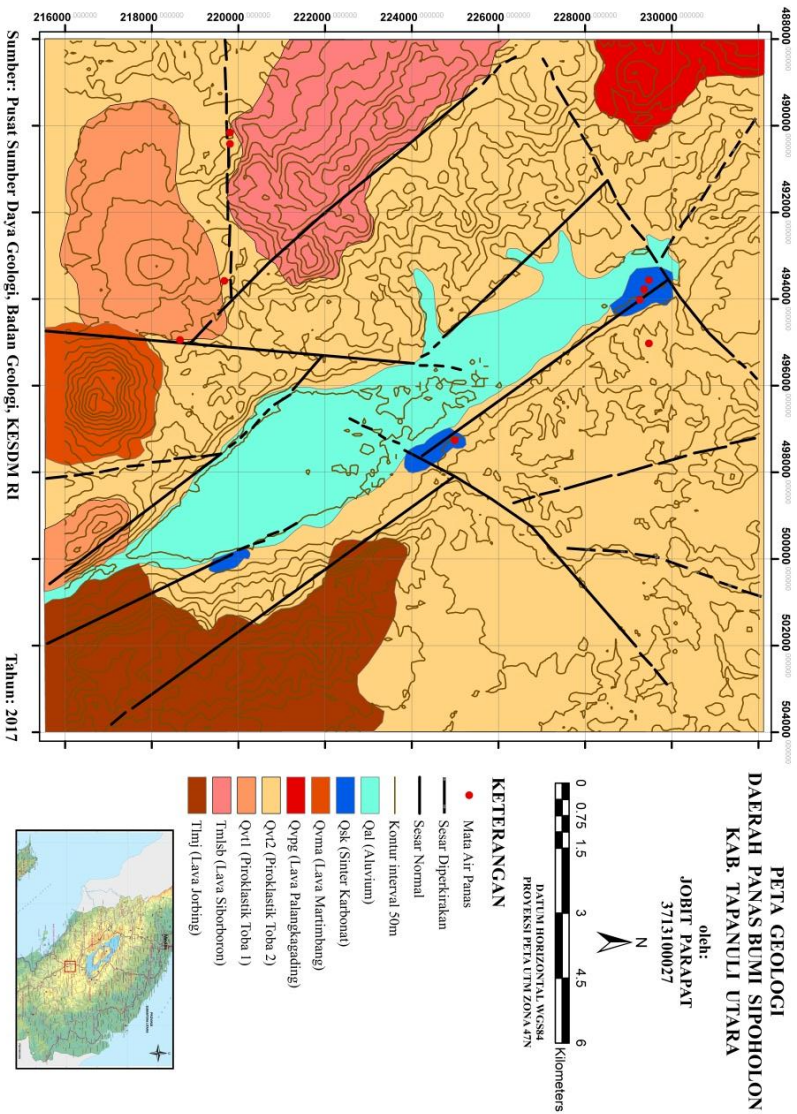 PETA GEOLOGI
DAERAH PANAS BUMI SIPOHOLON
KAB. TAPANULI UTARA
oleh:
JOBIT PARAPAT
3713100027
N
0 0.75 1.5 3 4.5 6
Kilometers
DATUM HORIZONTAL WGS84
PROYEKSI PETA UTM ZONA 47N
KETERANGAN
Mata Air Panas
Sesar Diperkirakan
Sesar Normal
Kontur interval 50m
Qal (Aluvium)
Qsk (Sinter Karbonat)
Qvma (Lava Martimbang)
Qvpg (Lava Palangkagading)
Qvt2 (Piroklastik Toba 2)
Qvt1 (Piroklastik Toba 1)
Tmlsb (Lava Siborboron)
Tlmj (Lava Jorbing)
488000 490000 492000 494000 496000 498000 500000 502000 504000
230000
228000
226000
224000
222000
220000
218000
216000
Sumber: Pusat Sumber Daya Geologi, Badan Geologi, KESDM RI
Tahun: 2017